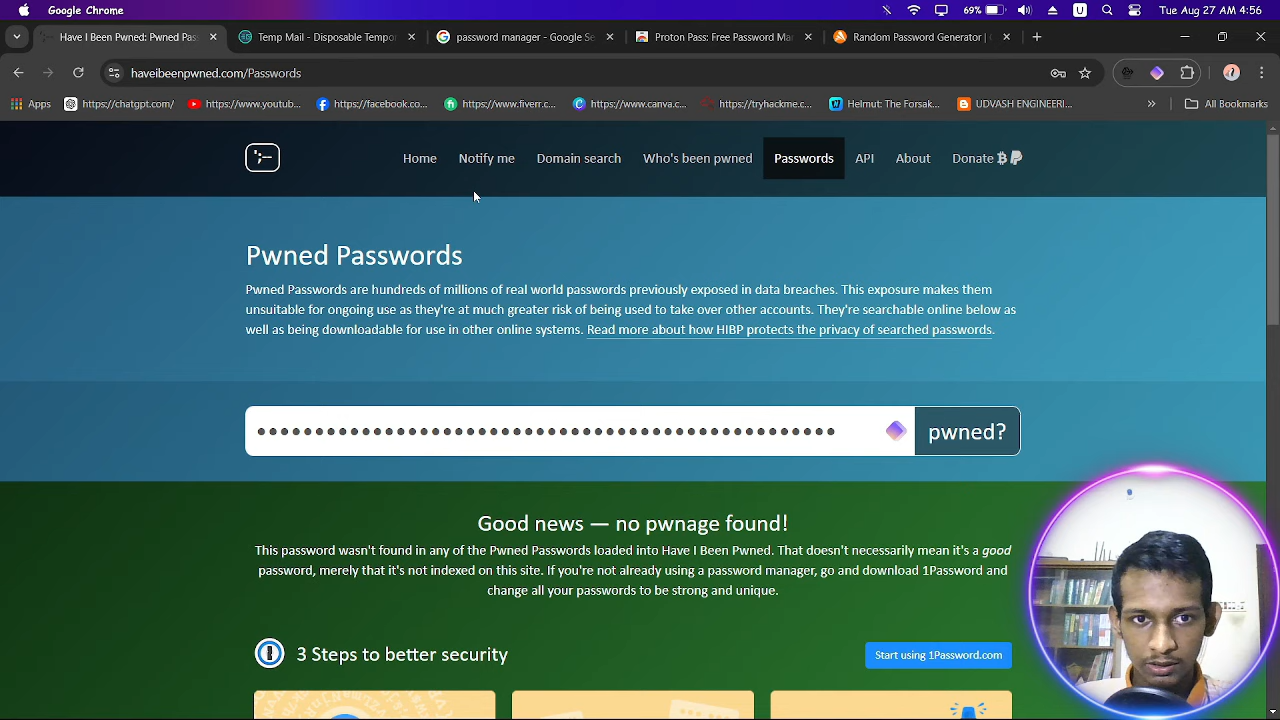 Google Chrome
69%
U
Tue Aug 27 AM 4:56
Have I Been Pwned: Pwned Pas
Temp Mail - Disposable Tempor
password manager - Google Se
Proton Pass: Free Password Ma
Random Password Generator |
haveibeenpwned.com/Passwords
Apps
https://chatgpt.com/
https://www.youtub...
https://facebook.co...
https://www.fiverr.c...
https://www.canva.c...
https://tryhackme.c...
Helmut: The Forsak...
UDVASH ENGINEERI...
All Bookmarks
';--
Home
Notify me
Domain search
Who's been pwned
Passwords
API
About
Donate
Pwned Passwords
Pwned Passwords are hundreds of millions of real world passwords previously exposed in data breaches. This exposure makes them
unsuitable for ongoing use as they're at much greater risk of being used to take over other accounts. They're searchable online below as
well as being downloadable for use in other online systems. Read more about how HIBP protects the privacy of searched passwords.
pwned?
Good news — no pwnage found!
This password wasn't found in any of the Pwned Passwords loaded into Have I Been Pwned. That doesn't necessarily mean it's a good
password, merely that it's not indexed on this site. If you're not already using a password manager, go and download 1Password and
change all your passwords to be strong and unique.
3 Steps to better security
Start using 1Password.com